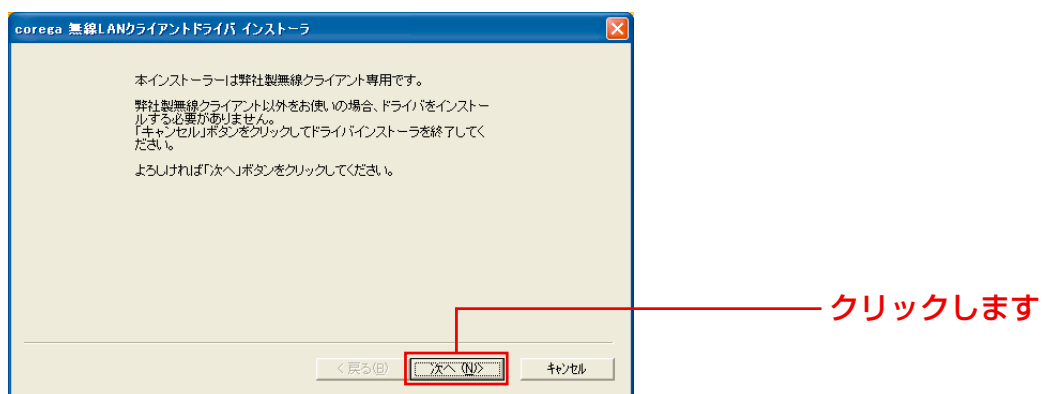 corega 無線LANクライアントドライバ インストーラ
本インストーラーは弊社製無線クライアント専用です。
弊社製無線クライアント以外をお使いの場合、ドライバをインストー
ルする必要がありません。
「キャンセル」ボタンをクリックしてドライバインストーラを終了してく
ださい。
よろしければ「次へ」ボタンをクリックしてください。
クリックします
< 戻る(B) 次へ (N)> キャンセル